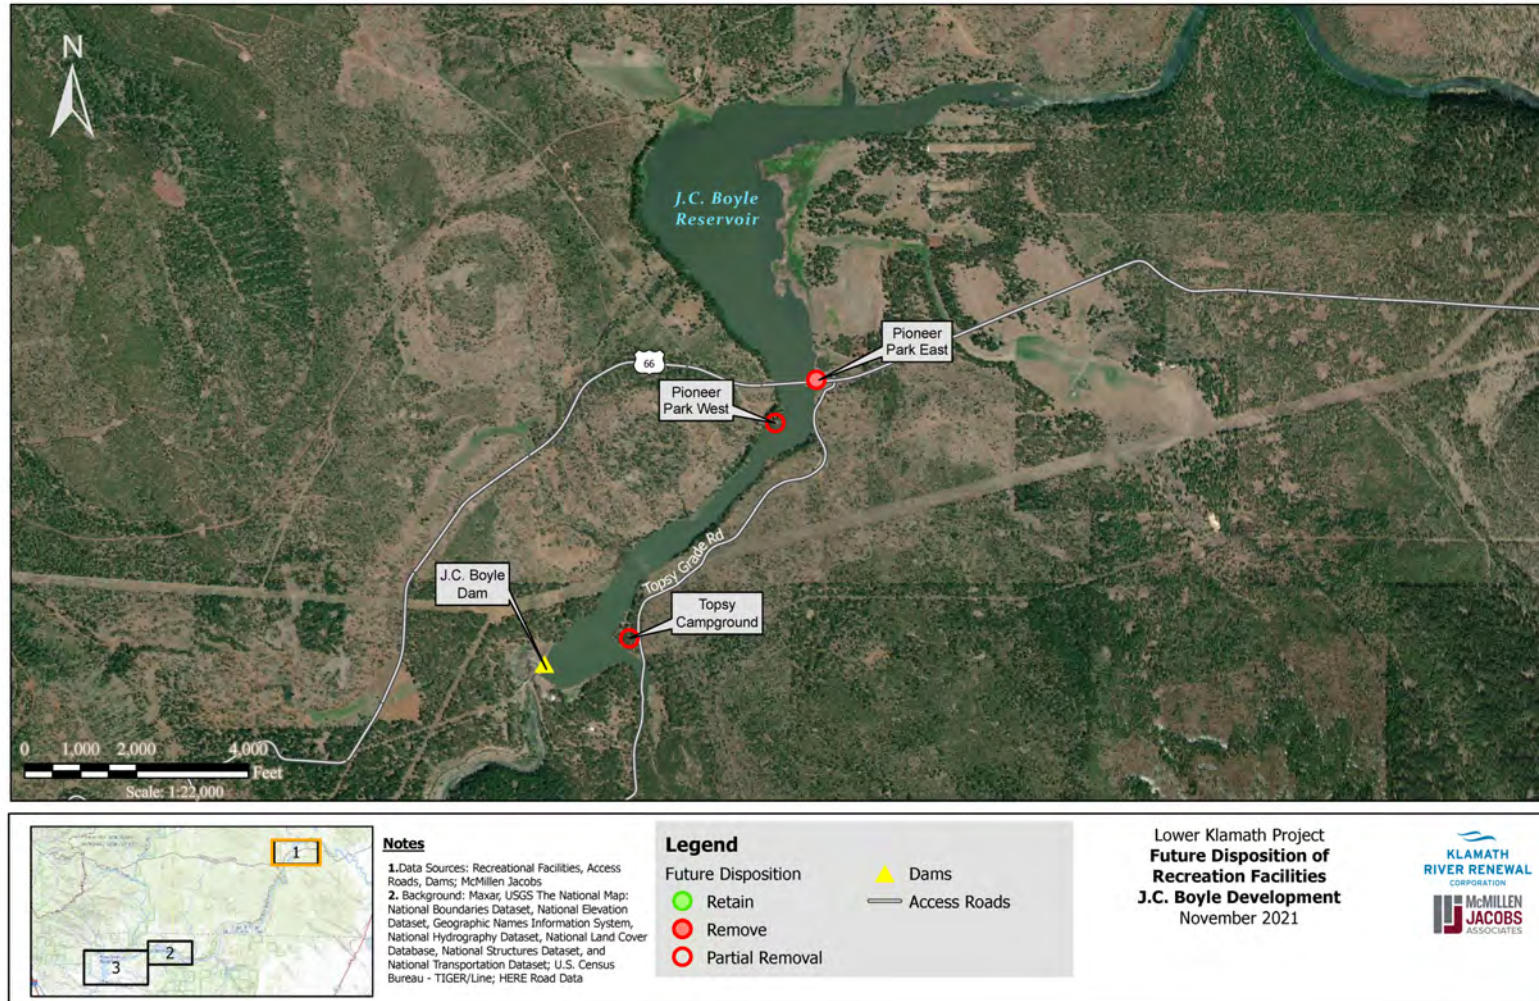 N
J.C. Boyle
Reservoir
Pioneer
Park East
66
Pioneer
Park West
Topsy Grade Rd
J.C. Boyle
Dam
Topsy
Campground
0 1,000 2,000 4,000
Feet
Scale: 1:22,000
1
2
3
Notes
1.Data Sources: Recreational Facilities, Access
Roads, Dams; McMillen Jacobs
2. Background: Maxar, USGS The National Map:
National Boundaries Dataset, National Elevation
Dataset, Geographic Names Information System,
National Hydrography Dataset, National Land Cover
Database, National Structures Dataset, and
National Transportation Dataset; U.S. Census
Bureau - TIGER/Line; HERE Road Data
Legend
Future Disposition
Retain
Remove
Partial Removal
Dams
Access Roads
Lower Klamath Project
Future Disposition of
Recreation Facilities
J.C. Boyle Development
November 2021
KLAMATH
RIVER RENEWAL
CORPORATION
McMILLEN
JACOBS
ASSOCIATES